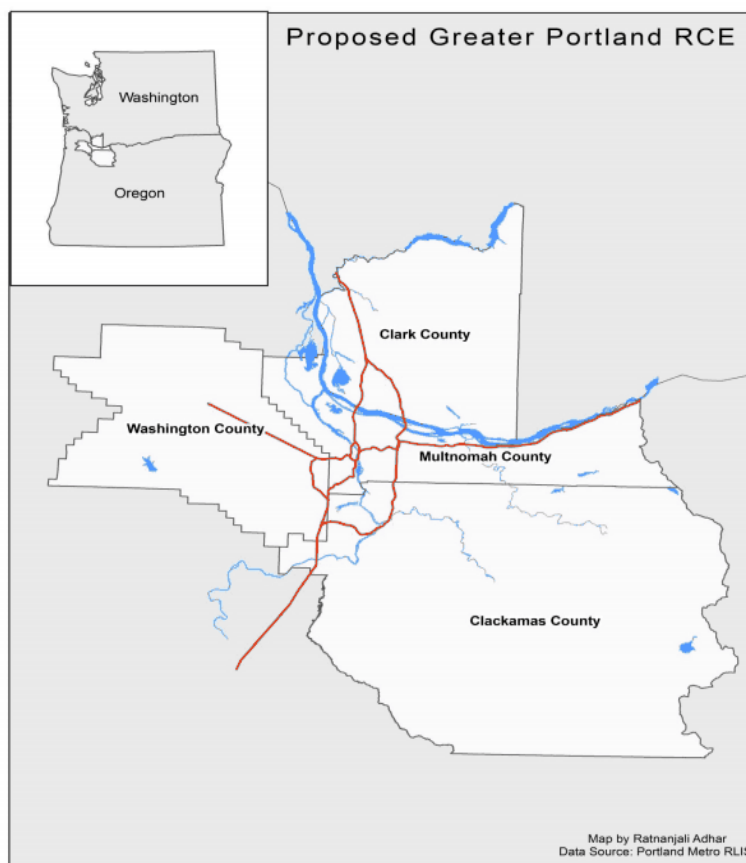 Proposed Greater Portland RCE
Washington
Oregon
Clark County
Washington County
Multnomah County
Clackamas County
Map by Ratnanjali Adhar
Data Source: Portland Metro RLIS